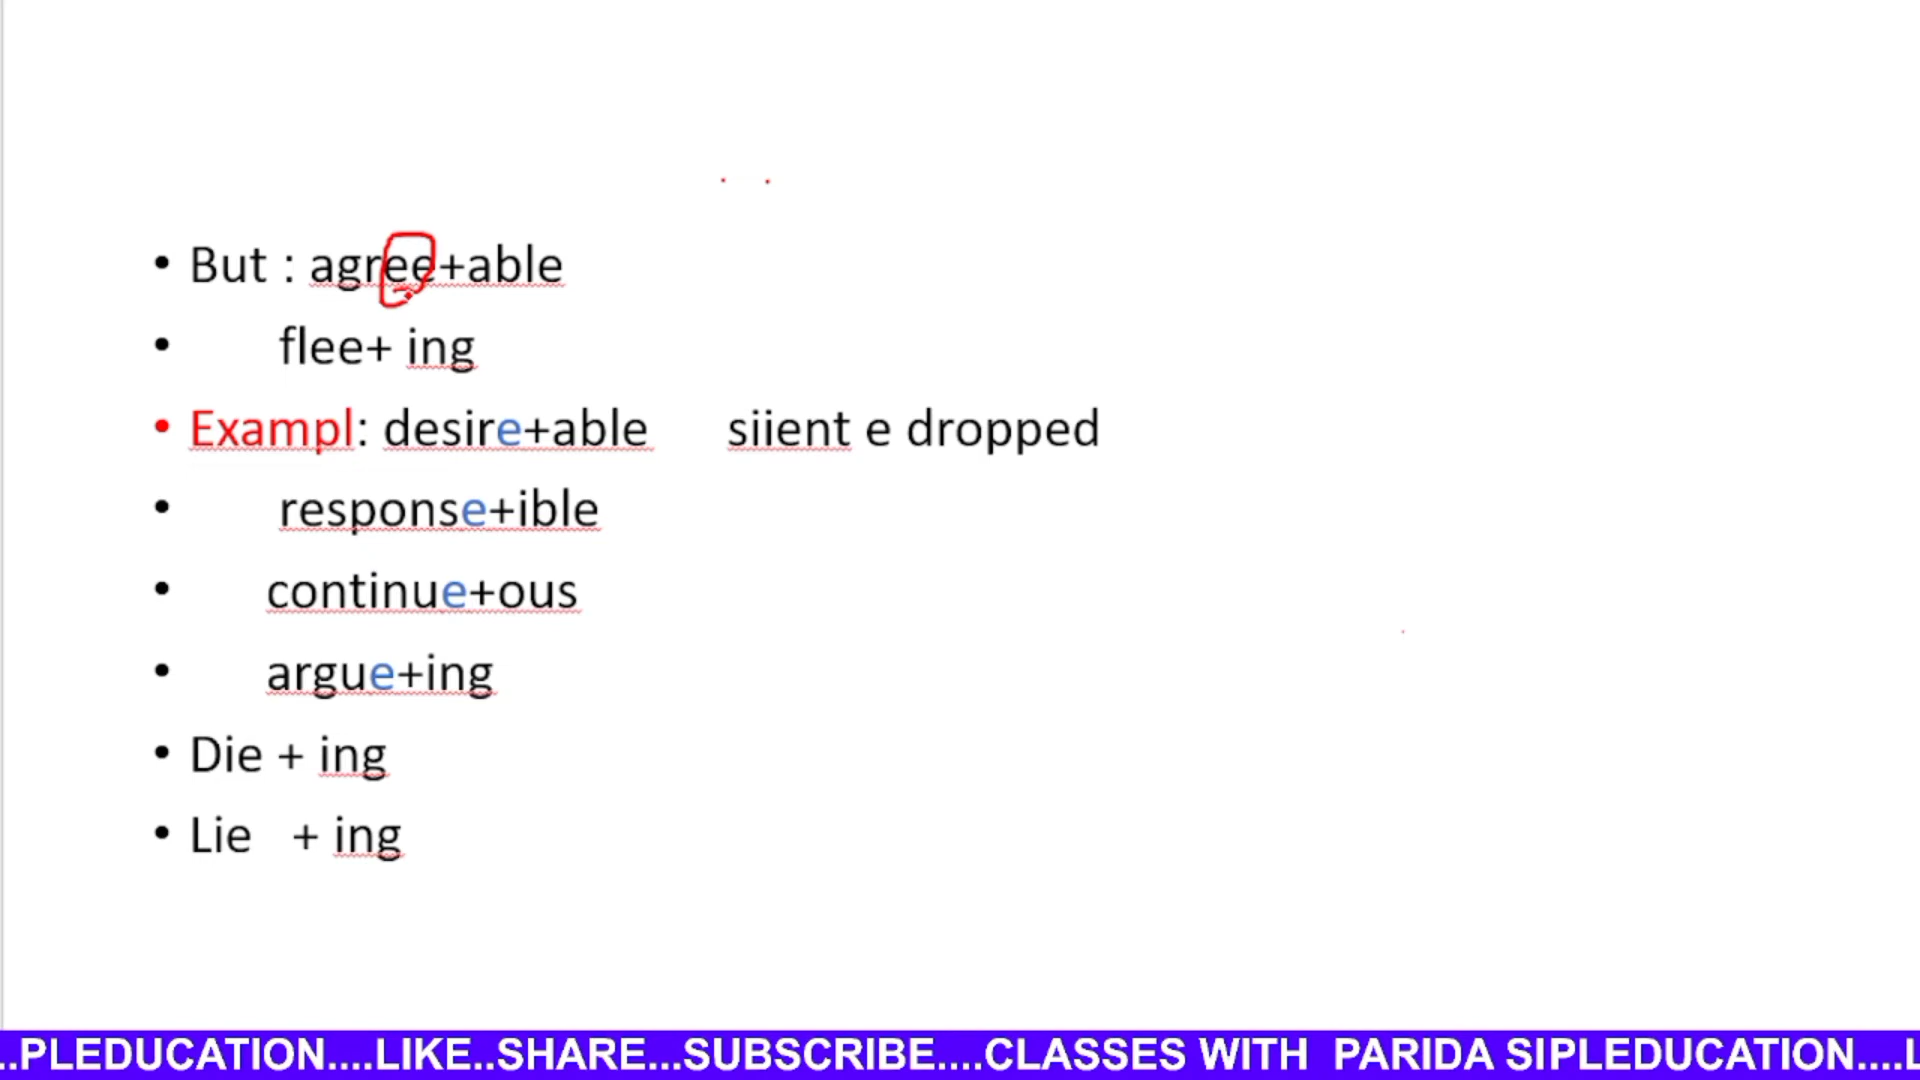 • But : agree+able
• flee+ ing
• Exampl: desire+able siient e dropped
• response+ible
• continue+ous
• argue+ing
• Die + ing
• Lie + ing
..PLEDUCATION....LIKE..SHARE...SUBSCRIBE....CLASSES WITH PARIDA SIPLEDUCATION....L